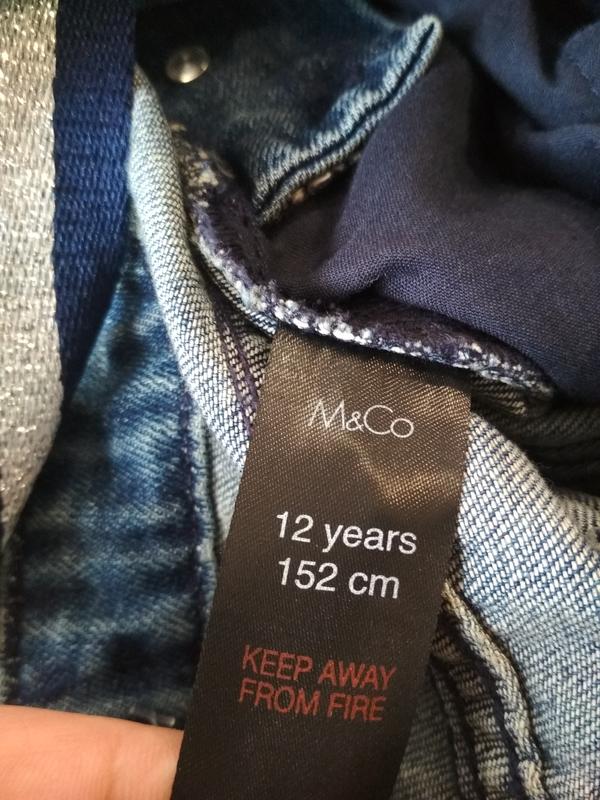 M&Co
12 years
152 cm
KEEP AWAY
FROM FIRE